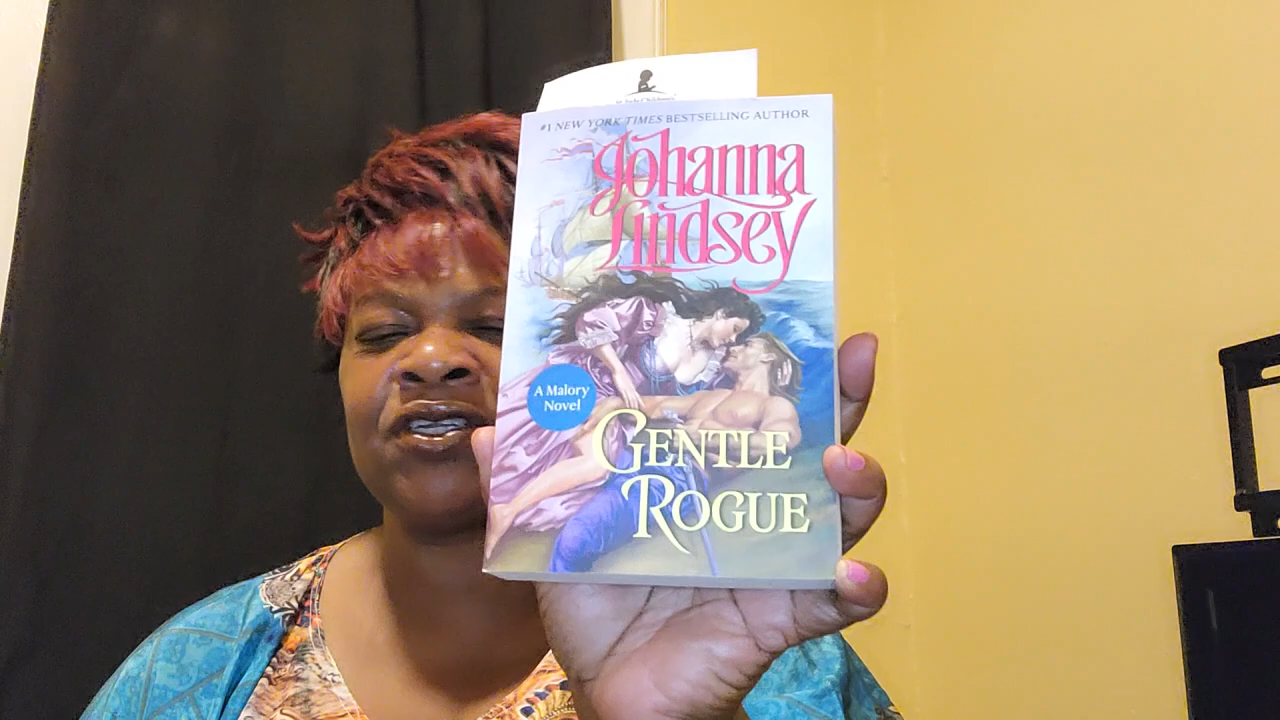 #1 NEW YORK TIMES BESTSELLING AUTHOR
Johanna
Lindsey
A Malory
Novel
GENTLE
ROGUE